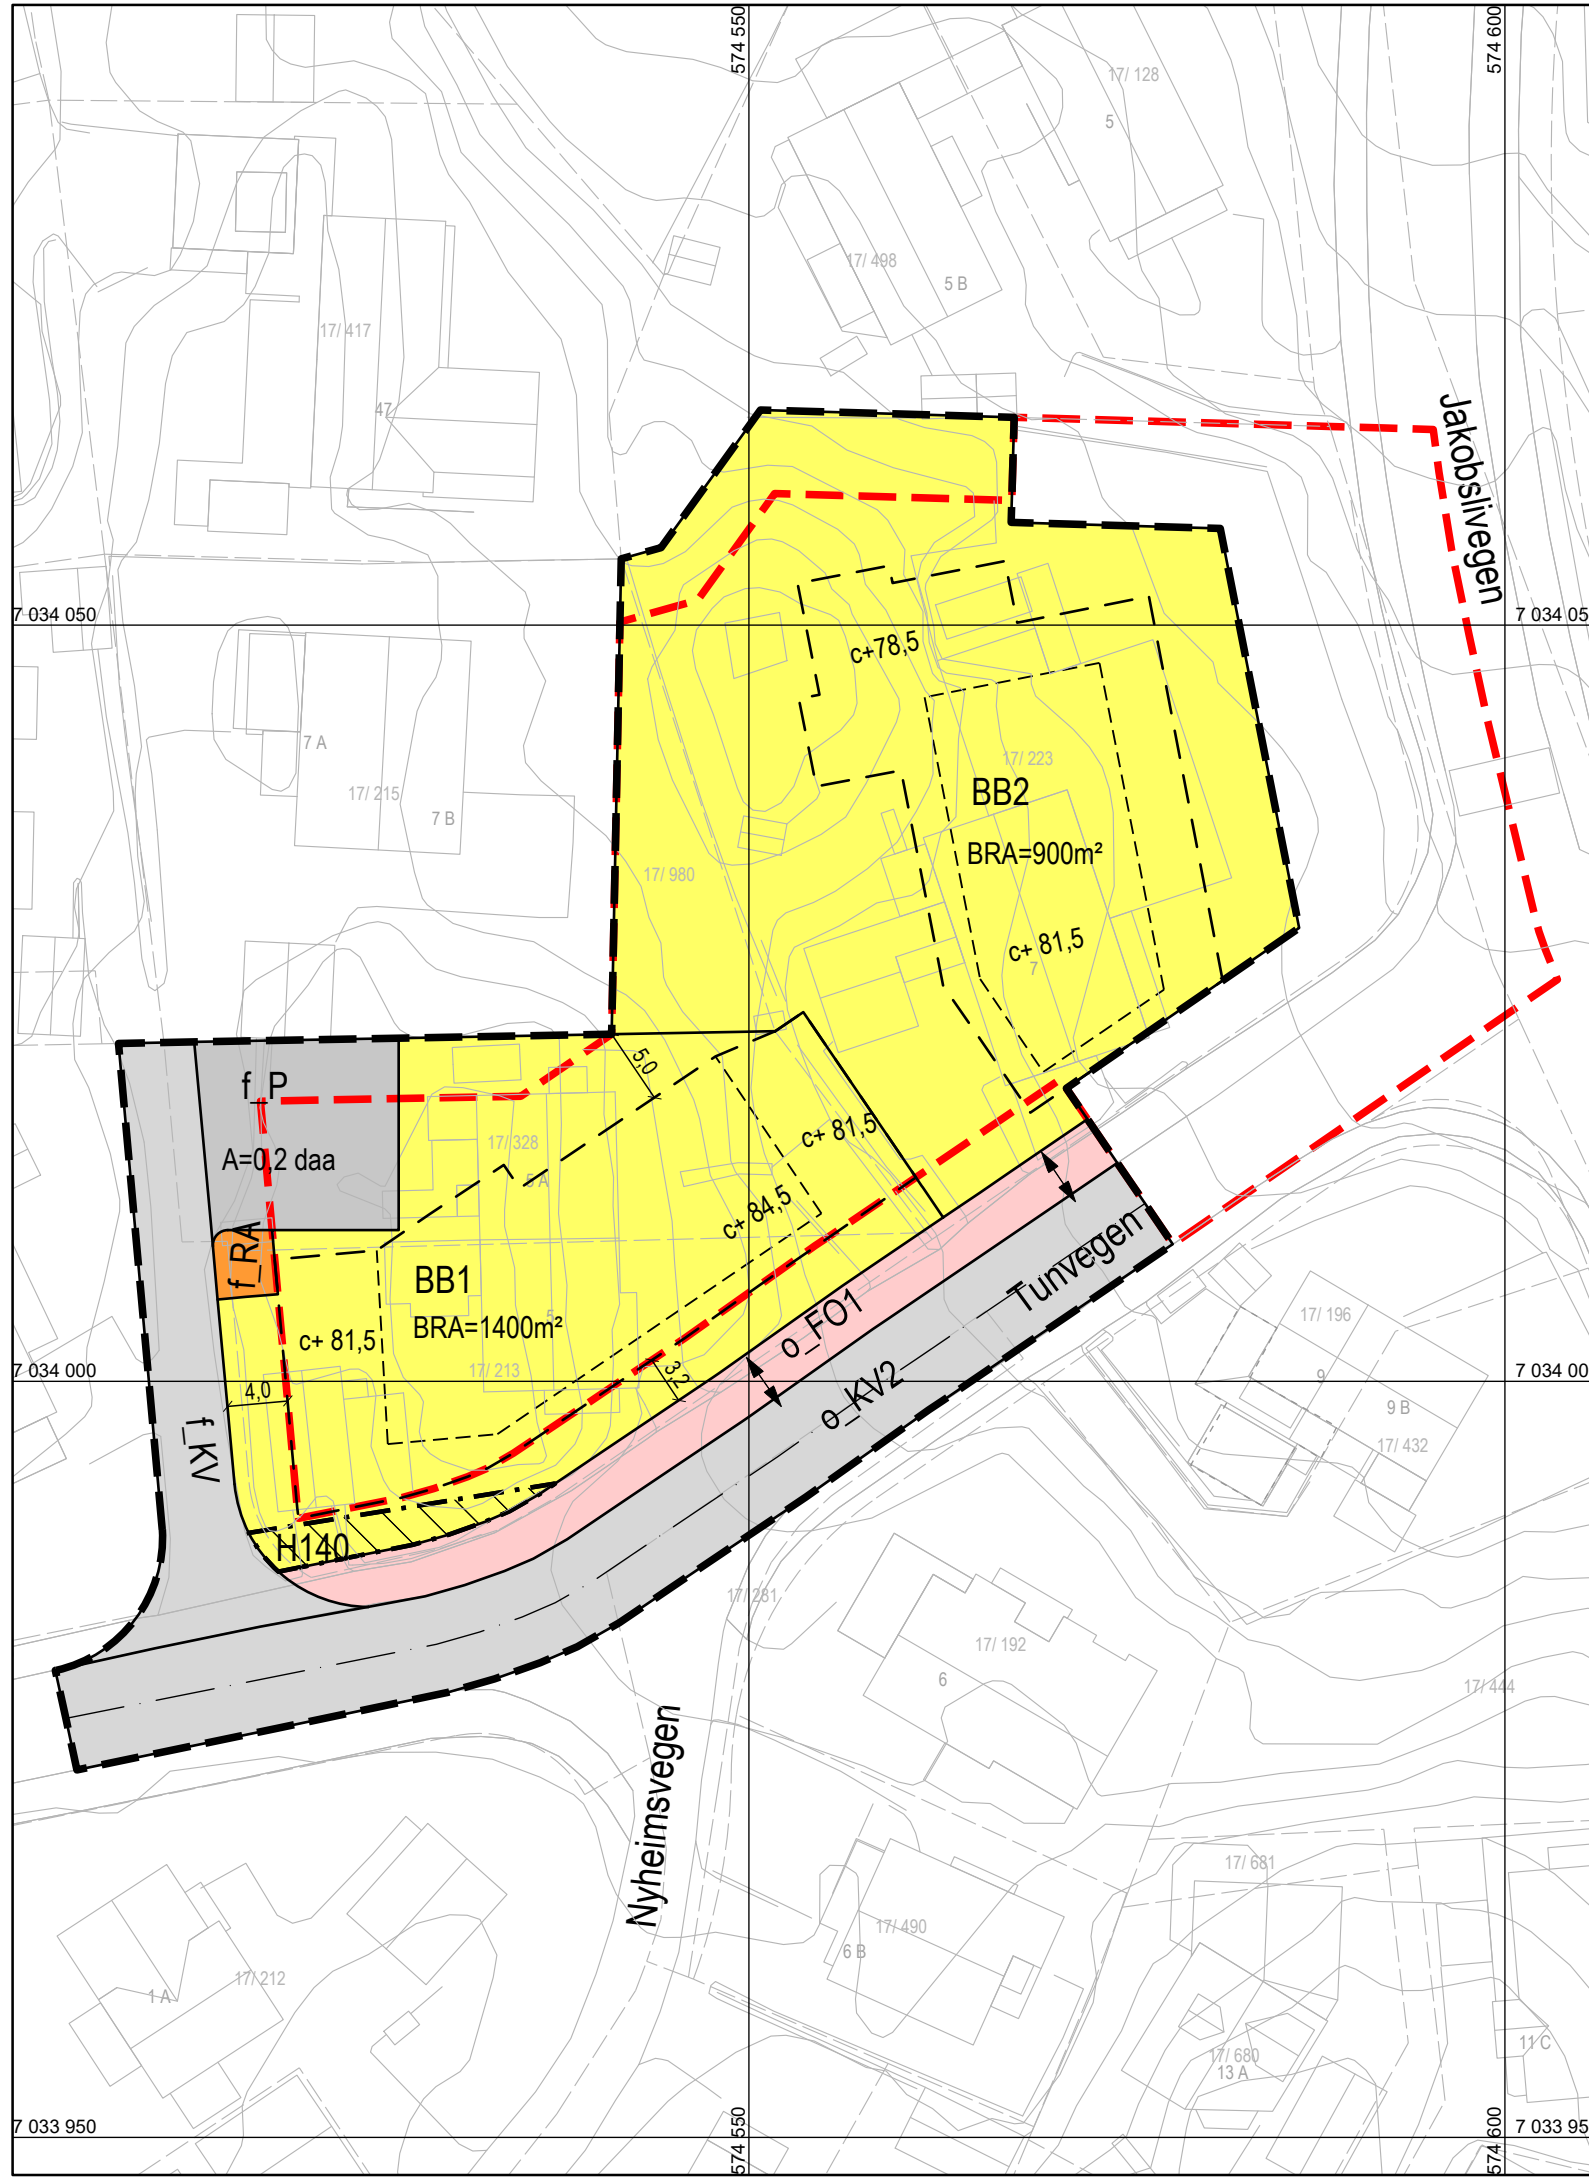 574 550
574 600
17/ 128
5
17/ 498
5 B
17/ 417
47
Jakobslivegen
7 034 050
7 034 05
c+78,5
7 A
17/ 215
7 B
17/ 223
BB2
BRA=900m²
17/ 980
c+ 81,5
7
f_P
A=0,2 daa
5,0
17/ 328
5 A
c+ 81,5
c+ 84,5
f_RA
BB1
BRA=1400m²
5
c+ 81,5
17/ 213
4,0
3,2
o_FO1
Tunvegen
o_KV2
17/ 196
9
9 B
17/ 432
7 034 000
7 034 00
f_KV
H140
17/ 281
17/ 192
6
17/ 444
Nyheimsvegen
17/ 681
17/ 490
6 B
17/ 212
1 A
17/ 680
13 A
11 C
7 033 950
7 033 95
574 550
574 600